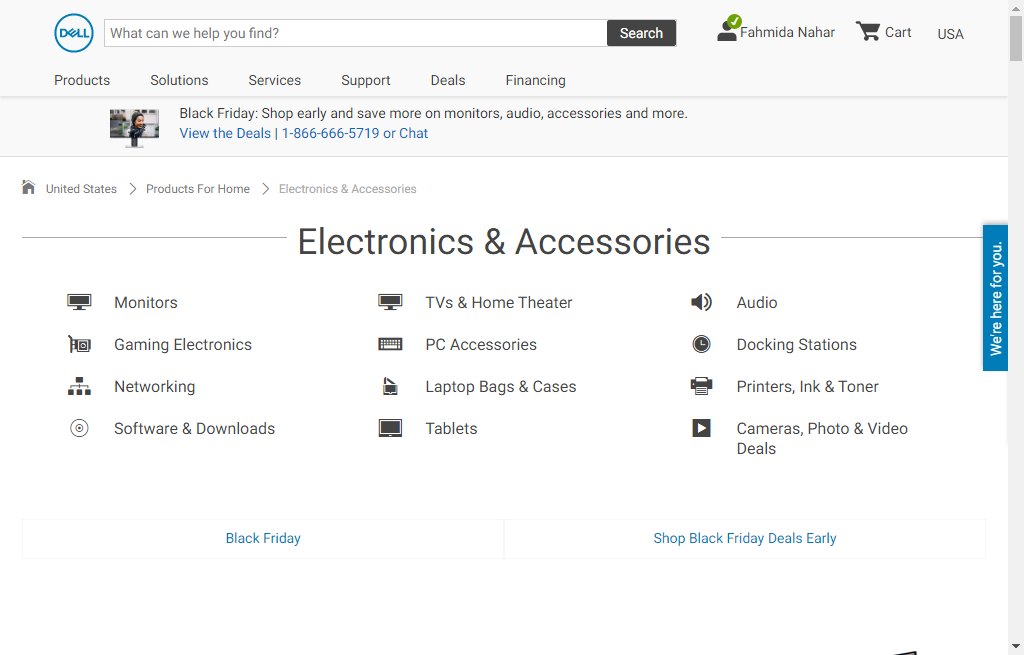 DELL
What can we help you find?
Search
Fahmida Nahar
Cart
USA
Products
Solutions
Services
Support
Deals
Financing
Black Friday: Shop early and save more on monitors, audio, accessories and more.
View the Deals | 1-866-666-5719 or Chat
United States
Products For Home
Electronics & Accessories
Electronics & Accessories
We're here for you.
Monitors
TVs & Home Theater
Audio
Gaming Electronics
PC Accessories
Docking Stations
Networking
Laptop Bags & Cases
Printers, Ink & Toner
Software & Downloads
Tablets
Cameras, Photo & Video
Deals
Black Friday
Shop Black Friday Deals Early